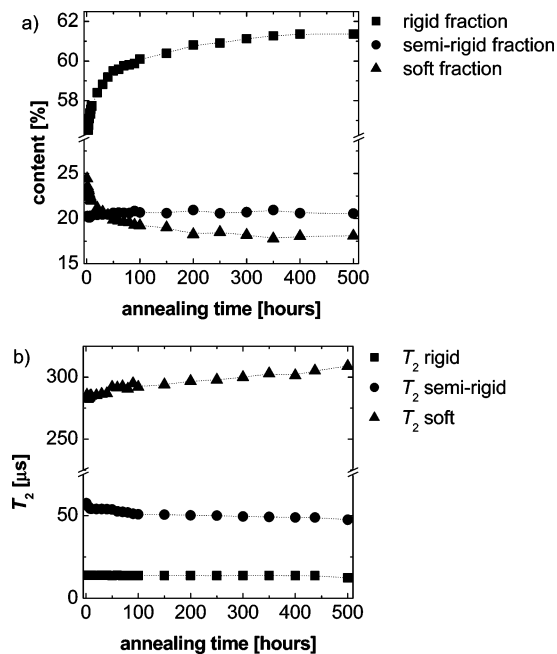 a)
rigid fraction
semi-rigid fraction
soft fraction
62
60
58
25
20
15
content [%]
0 100 200 300 400 500
annealing time [hours]
b)
T2 rigid
T2 semi-rigid
T2 soft
300
250
50
0
T2 [µs]
0 100 200 300 400 500
annealing time [hours]